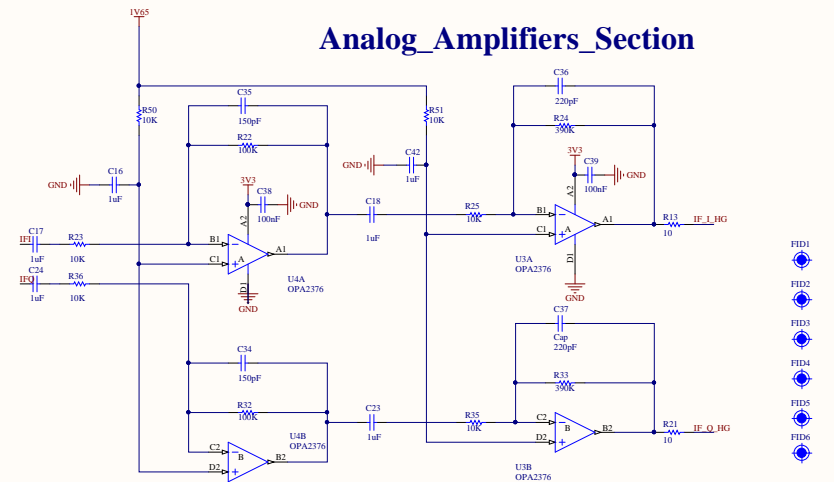 1V65
Analog_Amplifiers_Section
C36
220pF
C35
150pF
R50
10K
R51
10K
R24
390K
R22
100K
3V3
C42
1uF
GND
C39
100nF
GND
GND
C16
1uF
3V3
C38
100nF
GND
A2
A2
C18
1uF
R25
10K
B1
C1
A
A1
R13
10
IF_I_HG
IFI
C17
1uF
R23
10K
B1
C1
A
A1
D1
GND
U4A
OPA2376
U3A
OPA2376
D1
GND
IFQ
C24
1uF
R36
10K
FID1
FID2
FID3
FID4
FID5
FID6
C37
Cap
220pF
C34
150pF
R33
390K
R32
100K
C23
1uF
R35
10K
C2
D2
B
B2
R21
10
IF_Q_HG
U4B
OPA2376
C2
D2
B
B2
U3B
OPA2376